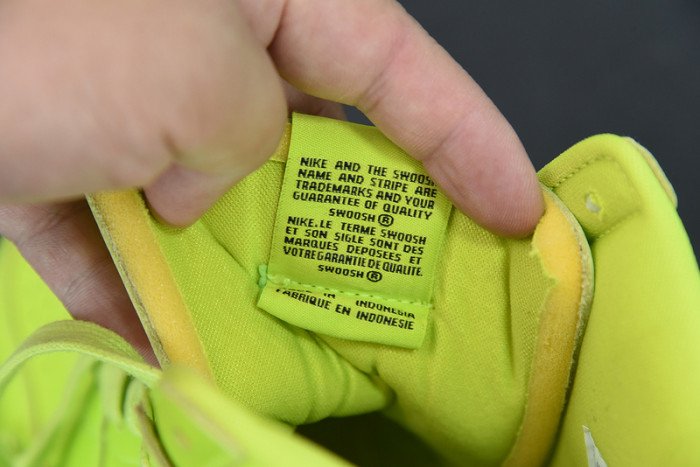 NIKE AND THE SWOOSH
NAME AND STRIPE ARE
TRADEMARKS AND YOUR
GUARANTEE OF QUALITY
SWOOSH®
NIKE.LE TERME SWOOSH
ET SON SIGLE SONT DES
MARQUES DEPOSEES ET
VOTRE GARANTIE DE QUALITE.
SWOOSH®
IN INDONESIA
FABRIQUE EN INDONESIE